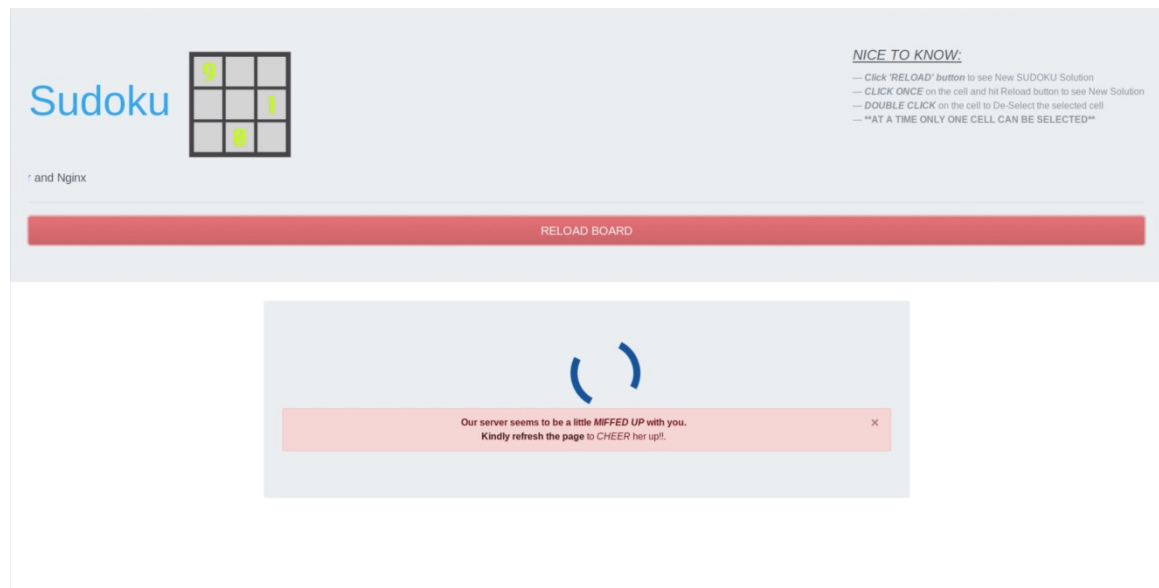 Sudoku
9
1
8
NICE TO KNOW:
— Click 'RELOAD' button to see New SUDOKU Solution
— CLICK ONCE on the cell and hit Reload button to see New Solution
— DOUBLE CLICK on the cell to De-Select the selected cell
— **AT A TIME ONLY ONE CELL CAN BE SELECTED**
and Nginx
RELOAD BOARD
Our server seems to be a little MIFFED UP with you.
×
Kindly refresh the page to CHEER her up!!.